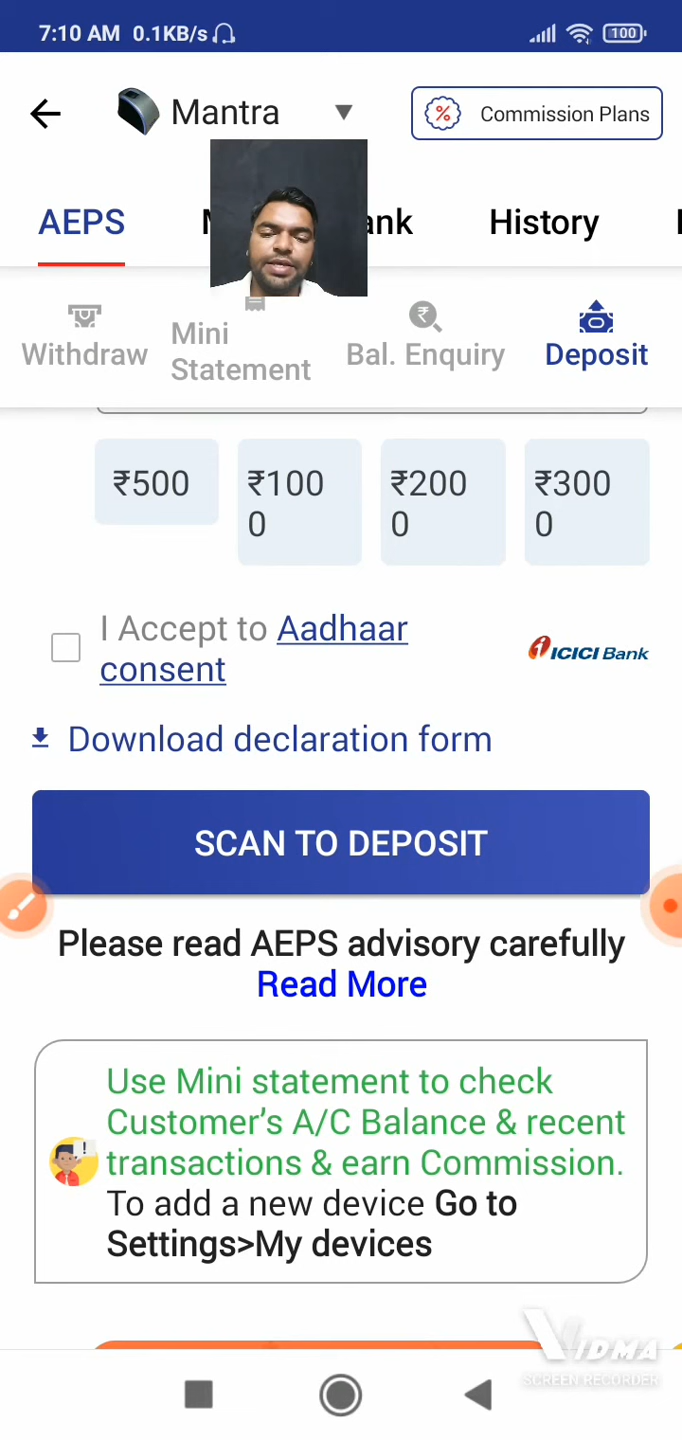 7:10 AM 0.1KB/s 100
Mantra ▼ % Commission Plans
AEPS ank History
Withdraw Mini Statement Bal. Enquiry Deposit
₹500 ₹100 ₹200 ₹300
0 0 0
I Accept to Aadhaar
consent
ICICI Bank
Download declaration form
SCAN TO DEPOSIT
Please read AEPS advisory carefully
Read More
Use Mini statement to check
Customer's A/C Balance & recent
transactions & earn Commission.
To add a new device Go to
Settings>My devices
VIDMA
SCREEN RECORDER